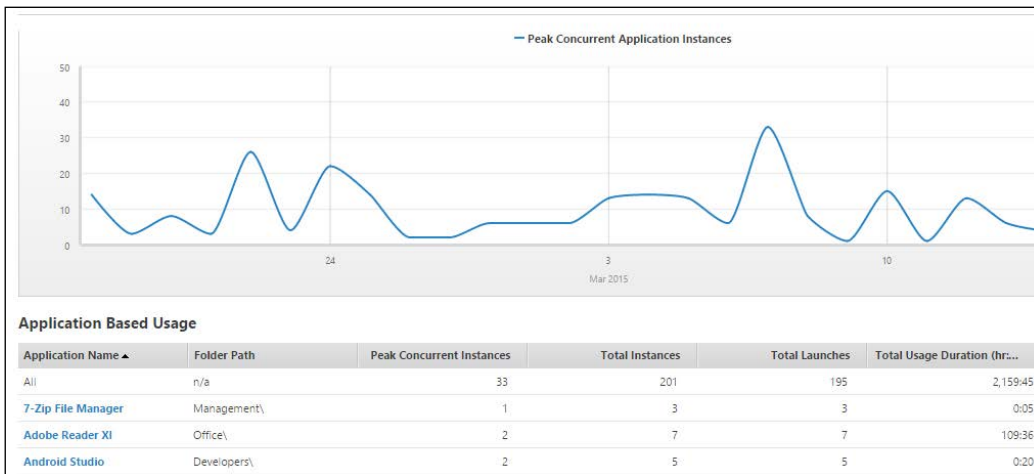 Peak Concurrent Application Instances
50
40
30
20
10
0
24
3
10
Mar 2015
Application Based Usage
Application Name Folder Path Peak Concurrent Instances Total Instances Total Launches Total Usage Duration (hr:...
All n/a 33 201 195 2,159:45
7-Zip File Manager Management\ 1 3 3 0:05
Adobe Reader XI Office\ 2 7 7 109:36
Android Studio Developers\ 2 5 5 0:20